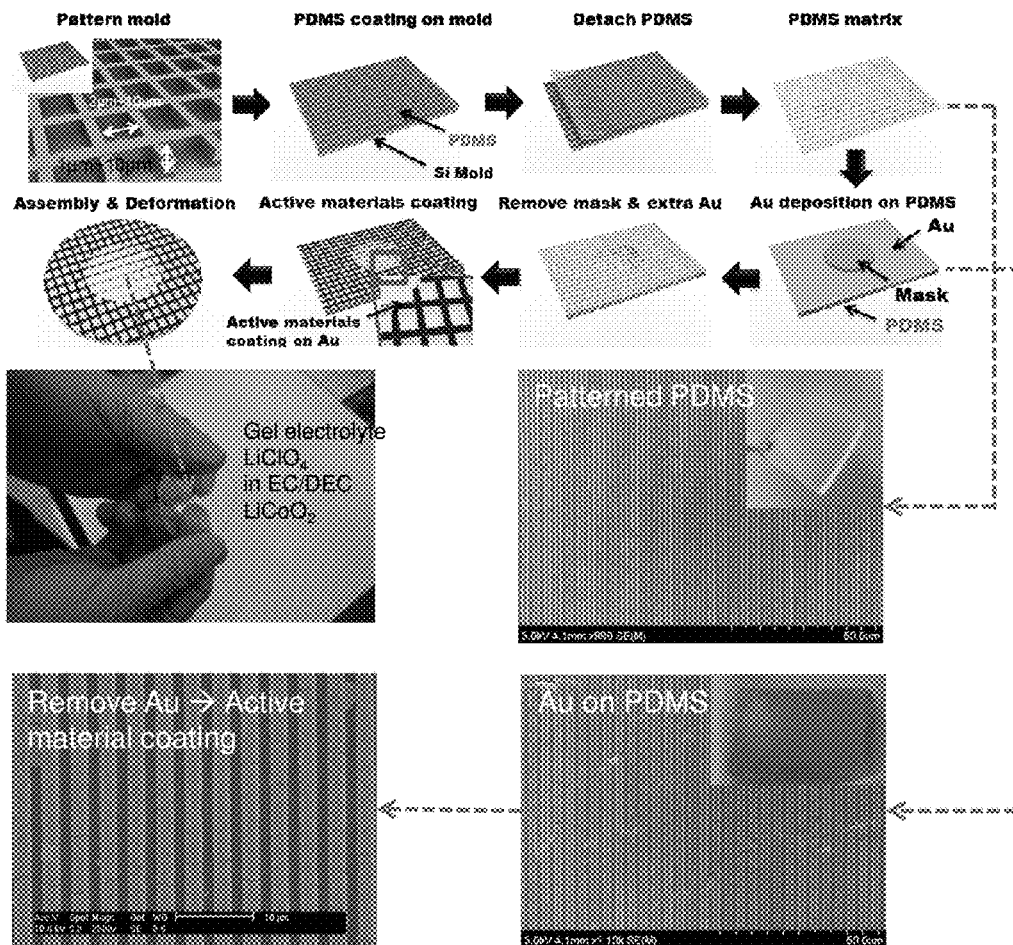 Pattern mold
PDMS coating on mold
Detach PDMS
PDMS matrix
PDMS
Si Mold
Assembly & Deformation
Active materials coating
Remove mask & extra Au
Au deposition on PDMS
Au
Mask
PDMS
Active materials
coating on Au
Gel electrolyte
LiClO₄
in EC/DEC
LiCoO₂
Patterned PDMS
Remove Au → Active
material coating
Au on PDMS